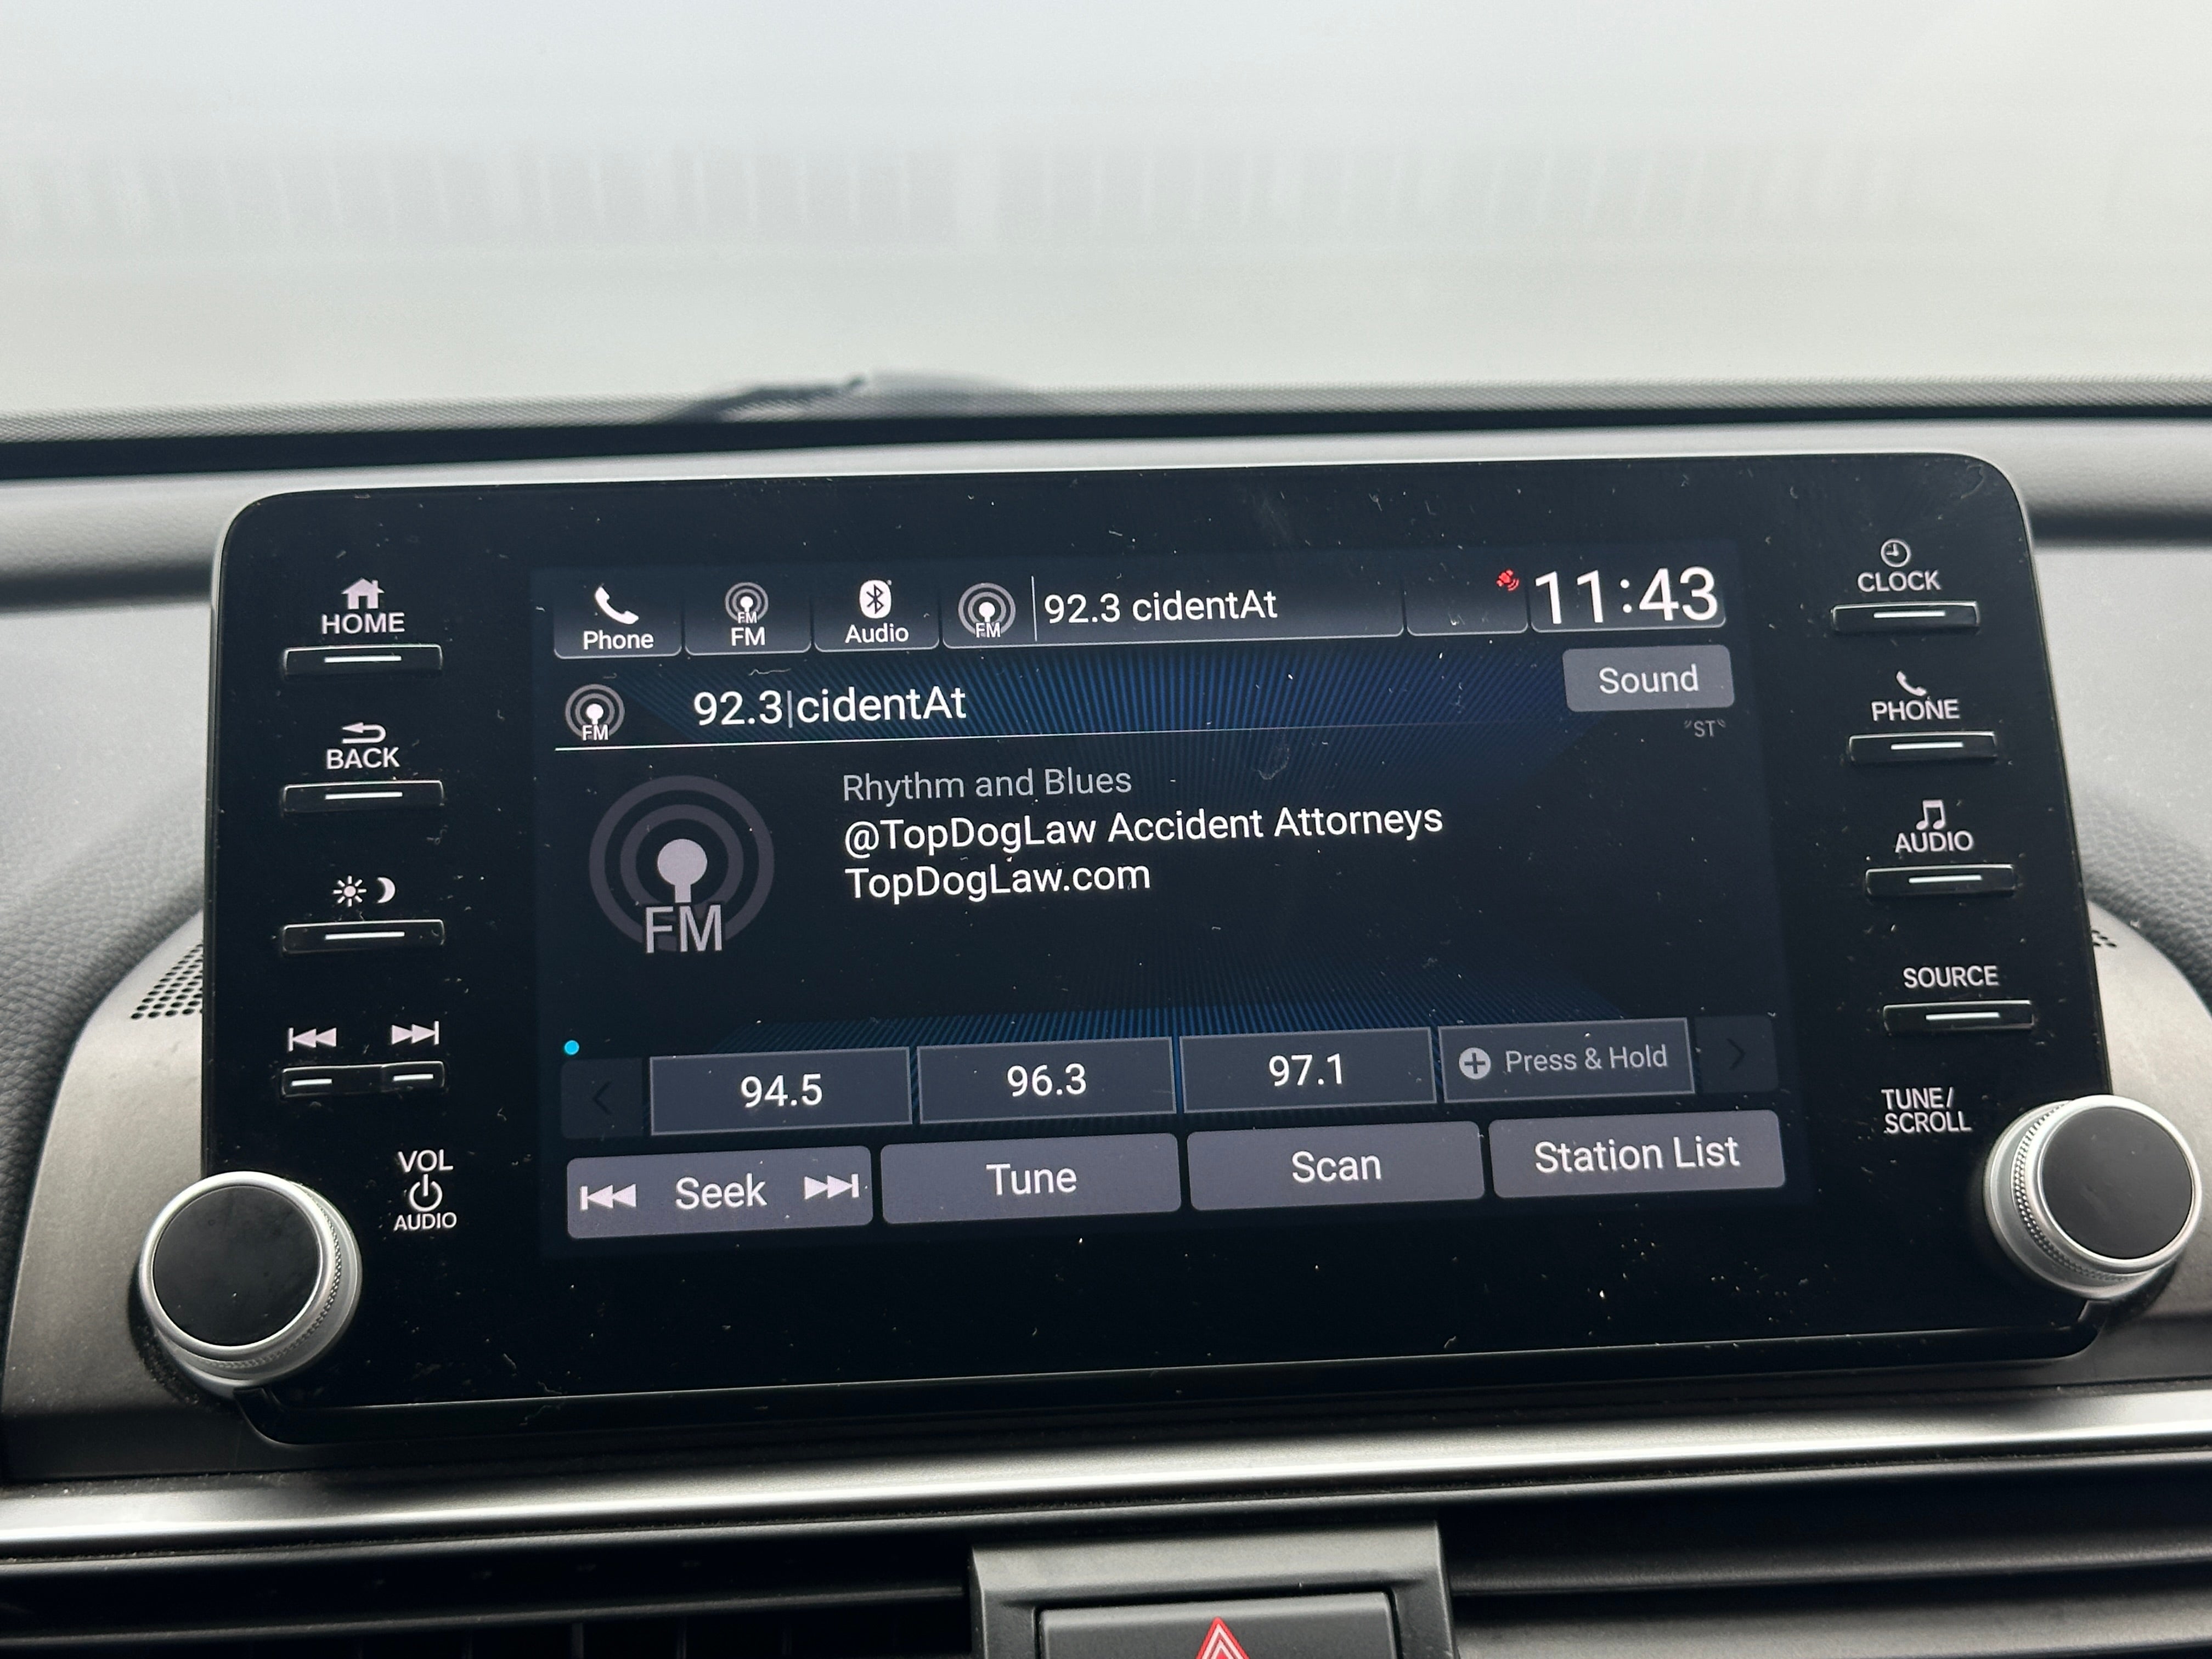 HOME
BACK
VOL
AUDIO
Phone
FM
FM
Audio
FM
92.3 cidentAt
11:43
FM
92.3|cidentAt
Sound
"ST"
Rhythm and Blues
@TopDogLaw Accident Attorneys
TopDogLaw.com
FM
94.5
96.3
97.1
Press & Hold
Seek
Tune
Scan
Station List
CLOCK
PHONE
AUDIO
SOURCE
TUNE/
SCROLL